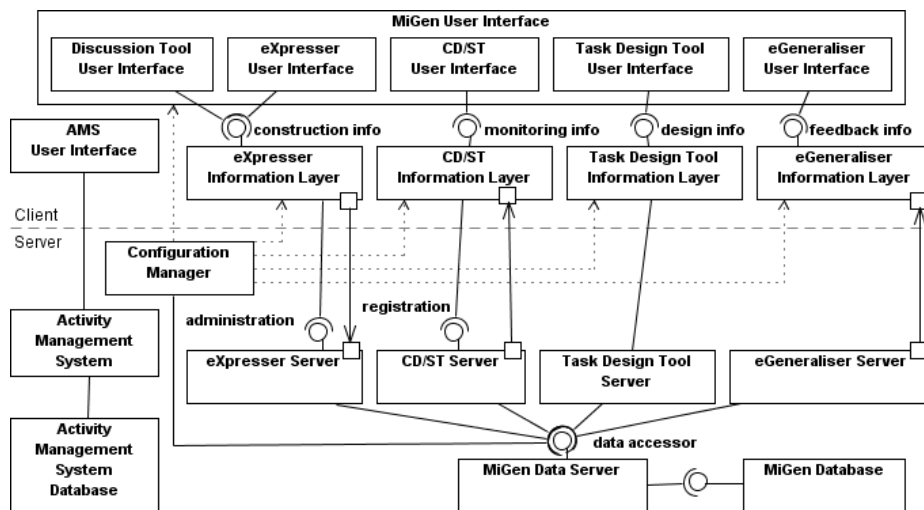 MiGen User Interface
Discussion Tool
User Interface
eXpresser
User Interface
CD/ST
User Interface
Task Design Tool
User Interface
eGeneraliser
User Interface
AMS
User Interface
construction info
monitoring info
design info
feedback info
eXpresser
Information Layer
CD/ST
Information Layer
Task Design Tool
Information Layer
eGeneraliser
Information Layer
Client
Server
Configuration
Manager
administration
registration
Activity
Management
System
eXpresser Server
CD/ST Server
Task Design Tool
Server
eGeneraliser Server
Activity
Management
System
Database
data accessor
MiGen Data Server
MiGen Database